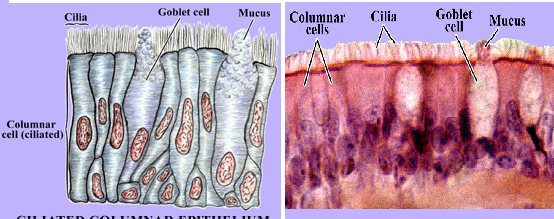 Cilia
Goblet cell
Mucus
Columnar
cell (ciliated)
CILIATED COLUMNAR EPITHELIUM
Columnar
cells
Cilia
Goblet
cell
Mucus